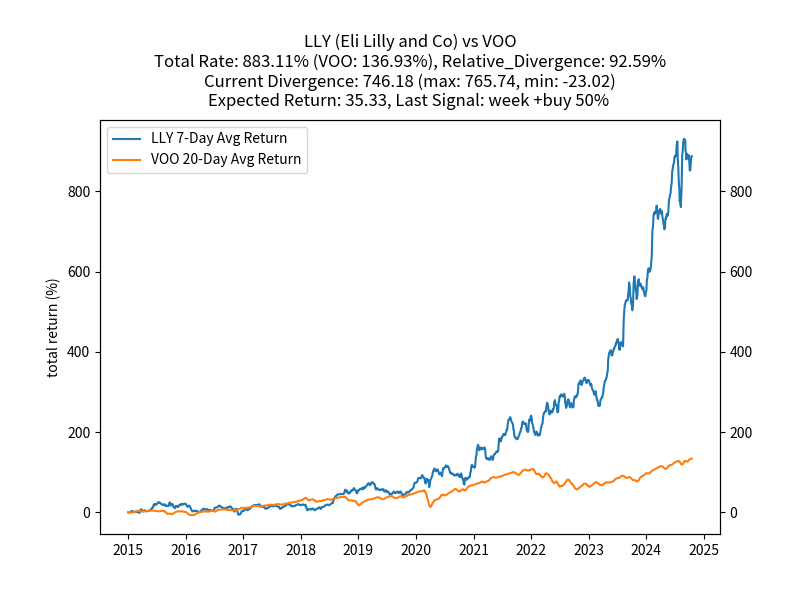 LLY (Eli Lilly and Co) vs VOO
Total Rate: 883.11% (VOO: 136.93%), Relative_Divergence: 92.59%
Current Divergence: 746.18 (max: 765.74, min: -23.02)
Expected Return: 35.33, Last Signal: week +buy 50%
LLY 7-Day Avg Return
VOO 20-Day Avg Return
total return (%)
800 800
600 600
400 400
200 200
0 0
2015 2016 2017 2018 2019 2020 2021 2022 2023 2024 2025